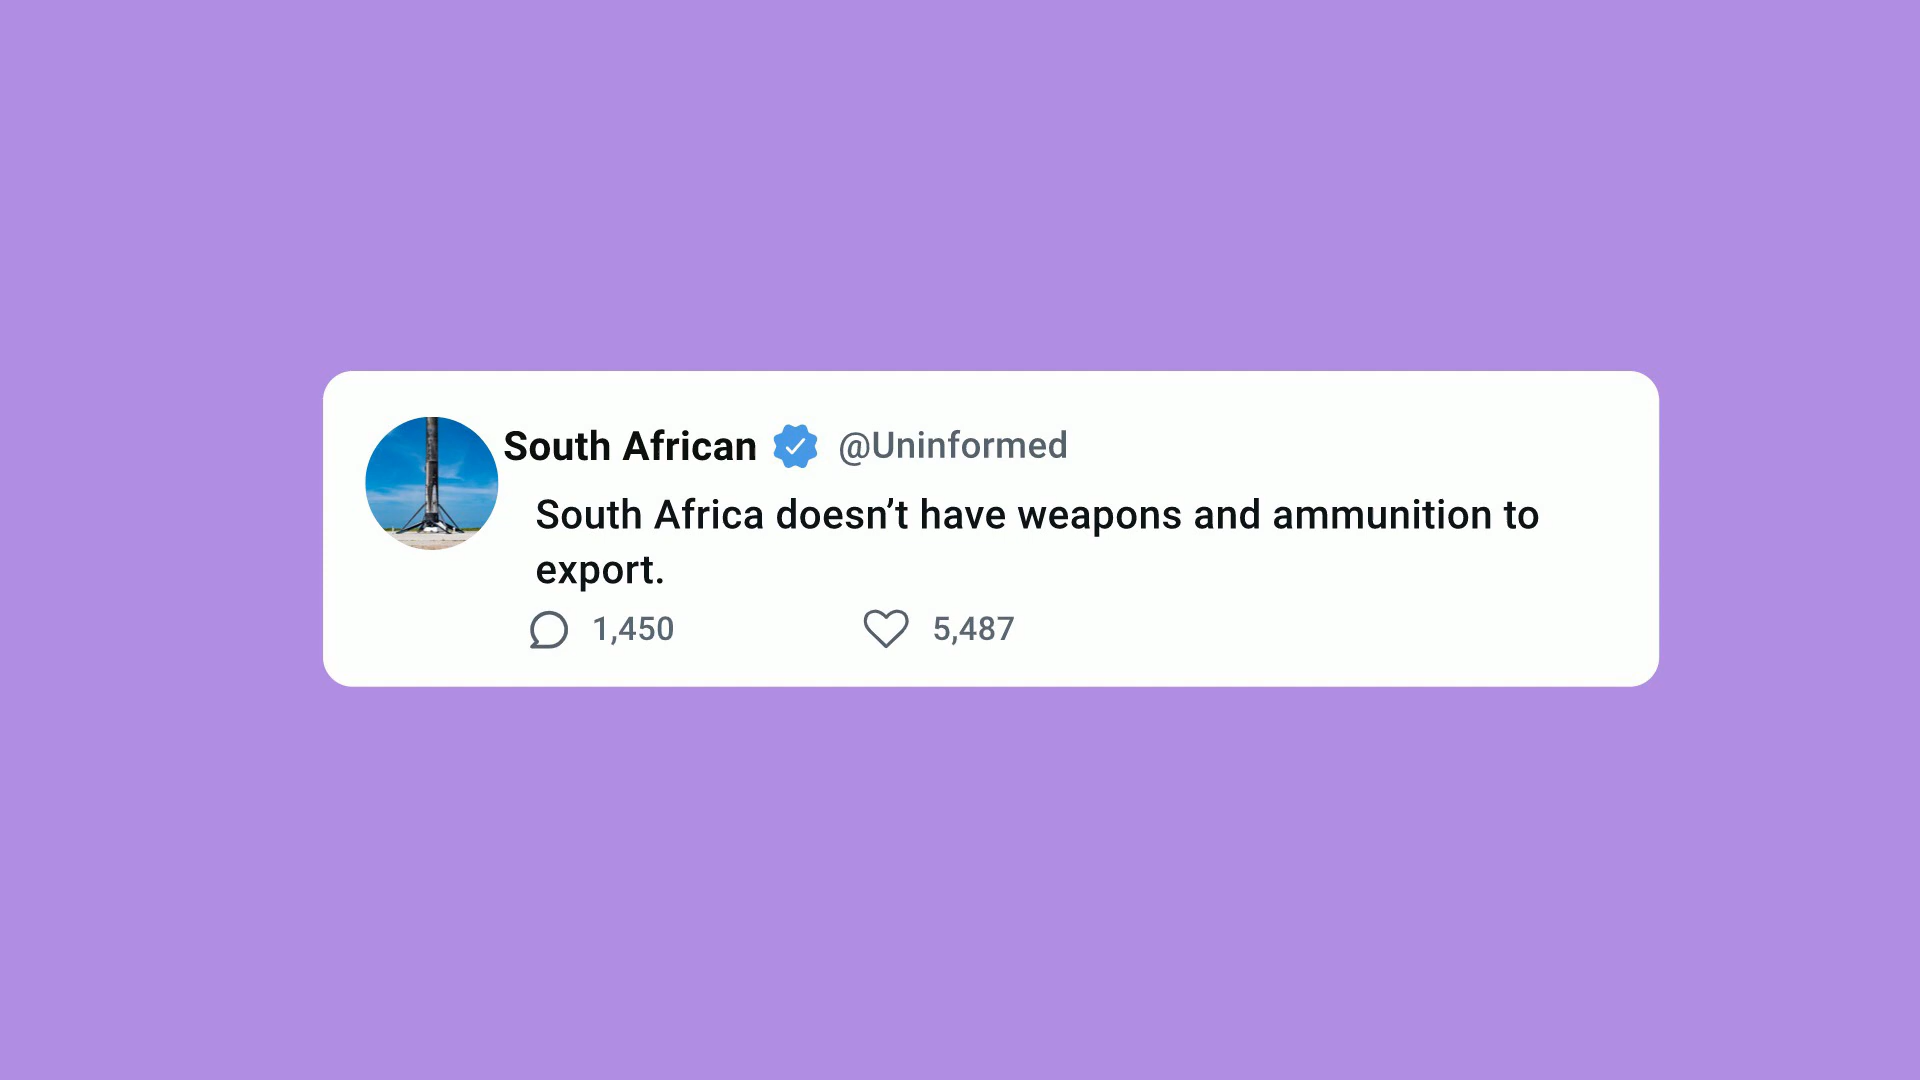 South African @Uninformed
South Africa doesn’t have weapons and ammunition to
export.
1,450 5,487